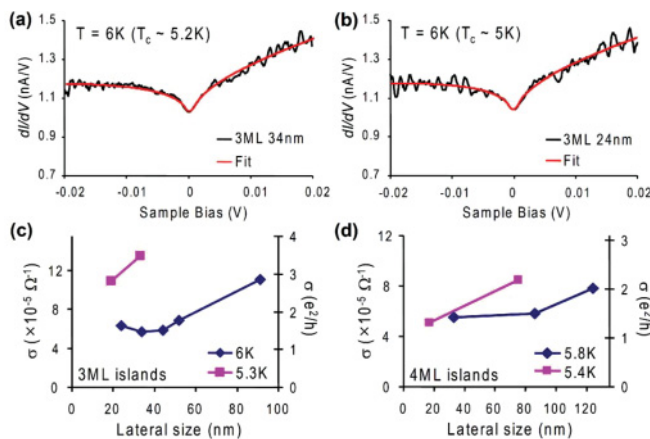 (a)
T = 6K (Tc ~ 5.2K)
dI/dV (nA/V)
1.5
1.3
1.1
0.9
0.7
3ML 34nm
Fit
-0.02 -0.01 0 0.01 0.02
Sample Bias (V)
(b)
T = 6K (Tc ~ 5K)
dI/dV (nA/V)
1.5
1.3
1.1
0.9
0.7
3ML 24nm
Fit
-0.02 -0.01 0 0.01 0.02
Sample Bias (V)
(c)
σ (×10⁻⁵ Ω⁻¹)
12
8
4
0
4
3
2
1
0
σ (e²/h)
6K
5.3K
3ML islands
0 20 40 60 80 100
Lateral size (nm)
(d)
σ (×10⁻⁵ Ω⁻¹)
12
8
4
0
3
2
1
0
σ (e²/h)
5.8K
5.4K
4ML islands
0 20 40 60 80 100 120
Lateral size (nm)